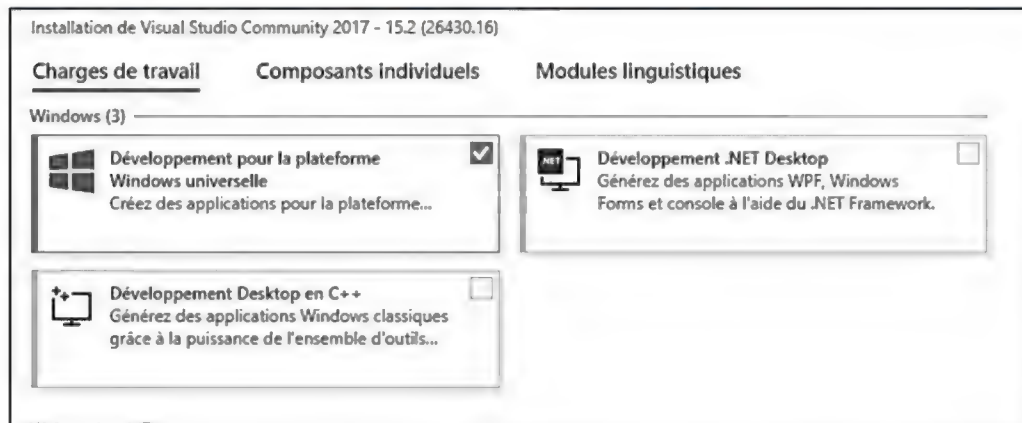 Installation de Visual Studio Community 2017 - 15.2 (26430.16)
Charges de travail Composants individuels Modules linguistiques
Windows (3)
Développement pour la plateforme
Windows universelle
Créez des applications pour la plateforme...
.NET
Développement .NET Desktop
Générez des applications WPF, Windows
Forms et console à l'aide du .NET Framework.
Développement Desktop en C++
Générez des applications Windows classiques
grâce à la puissance de l'ensemble d'outils...